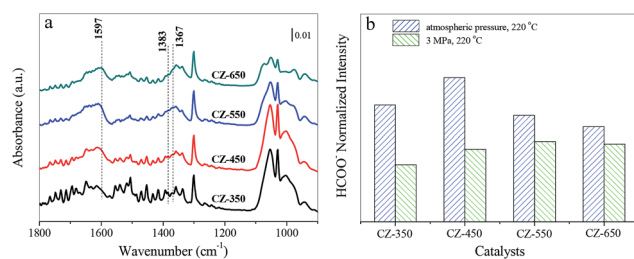 a
1597
1383
1367
0.01
CZ-650
CZ-550
CZ-450
CZ-350
Absorbance (a.u.)
1800
1600
1400
1200
1000
Wavenumber (cm⁻¹)
b
atmospheric pressure, 220 °C
3 MPa, 220 °C
HCOO⁻ Normalized Intensity
CZ-350
CZ-450
CZ-550
CZ-650
Catalysts